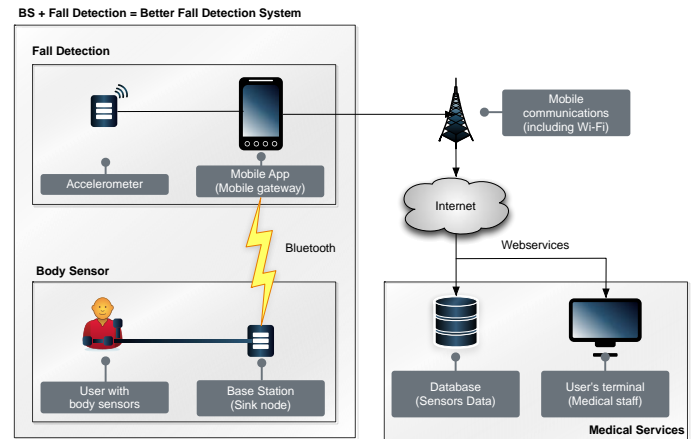 BS + Fall Detection = Better Fall Detection System
Fall Detection
Accelerometer
Mobile App
(Mobile gateway)
Mobile
communications
(including Wi-Fi)
Internet
Bluetooth
Webservices
Body Sensor
User with
body sensors
Base Station
(Sink node)
Database
(Sensors Data)
User's terminal
(Medical staff)
Medical Services